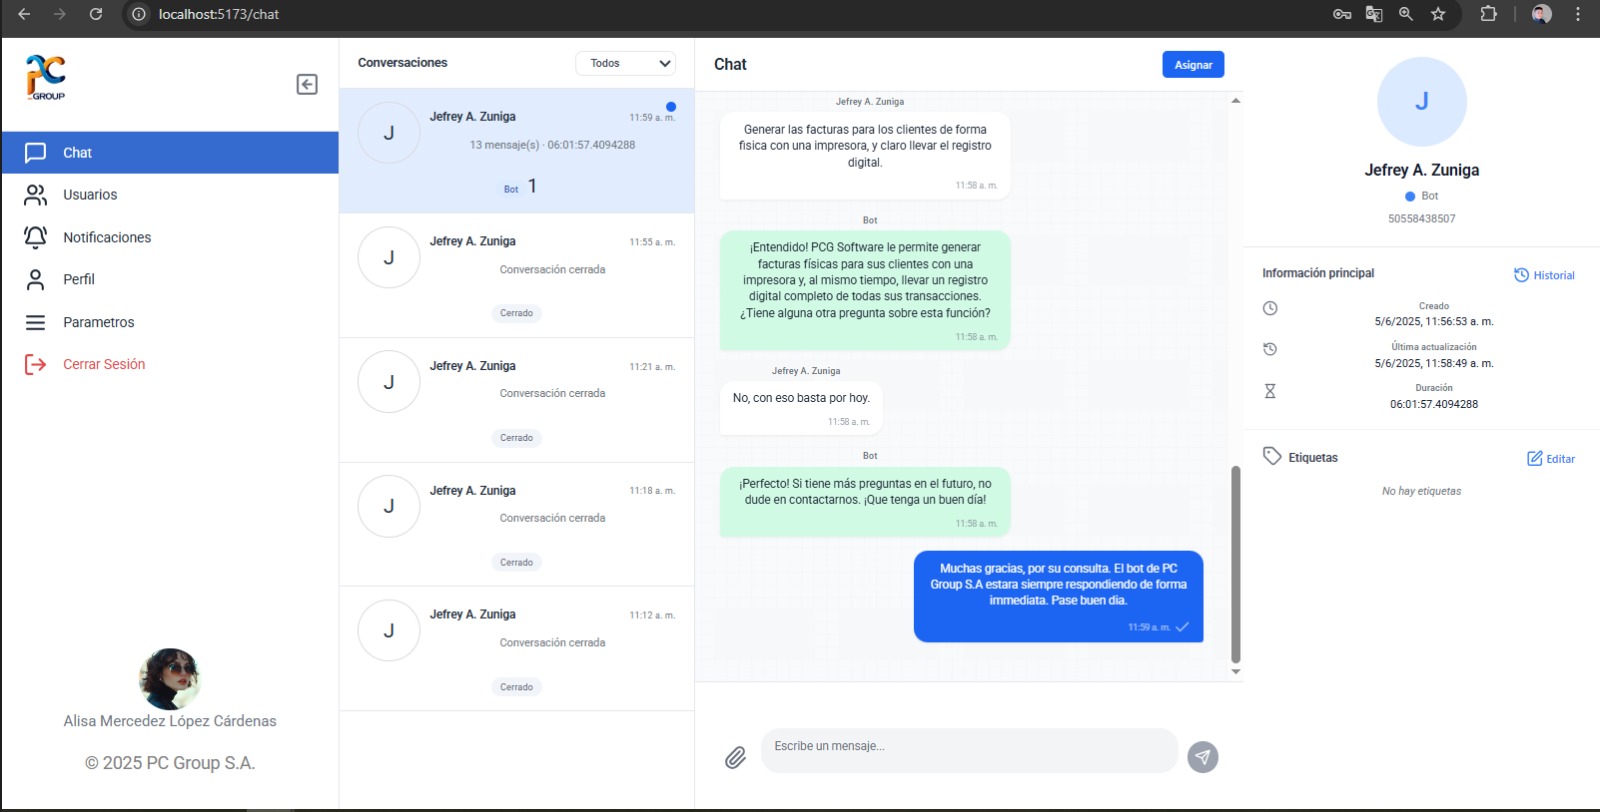 localhost:5173/chat
PC
GROUP
Chat
Usuarios
Notificaciones
Perfil
Parametros
Cerrar Sesión
Alisa Mercedez López Cárdenas
© 2025 PC Group S.A.
Conversaciones
Todos
J
Jefrey A. Zuniga
11:59 a. m.
13 mensaje(s) · 06:01:57.4094288
Bot 1
J
Jefrey A. Zuniga
11:55 a. m.
Conversación cerrada
Cerrado
J
Jefrey A. Zuniga
11:21 a. m.
Conversación cerrada
Cerrado
J
Jefrey A. Zuniga
11:18 a. m.
Conversación cerrada
Cerrado
J
Jefrey A. Zuniga
11:12 a. m.
Conversación cerrada
Cerrado
Chat
Asignar
Jefrey A. Zuniga
Generar las facturas para los clientes de forma
fisica con una impresora, y claro llevar el registro
digital.
11:58 a. m.
Bot
¡Entendido! PCG Software le permite generar
facturas físicas para sus clientes con una
impresora y, al mismo tiempo, llevar un registro
digital completo de todas sus transacciones.
¿Tiene alguna otra pregunta sobre esta función?
11:58 a. m.
Jefrey A. Zuniga
No, con eso basta por hoy.
11:58 a. m.
Bot
¡Perfecto! Si tiene más preguntas en el futuro, no
dude en contactarnos. ¡Que tenga un buen día!
11:58 a. m.
Muchas gracias, por su consulta. El bot de PC
Group S.A estara siempre respondiendo de forma
immediata. Pase buen dia.
11:59 a. m.
Escribe un mensaje...
J
Jefrey A. Zuniga
Bot
50558438507
Información principal
Historial
Creado
5/6/2025, 11:56:53 a. m.
Última actualización
5/6/2025, 11:58:49 a. m.
Duración
06:01:57.4094288
Etiquetas
Editar
No hay etiquetas